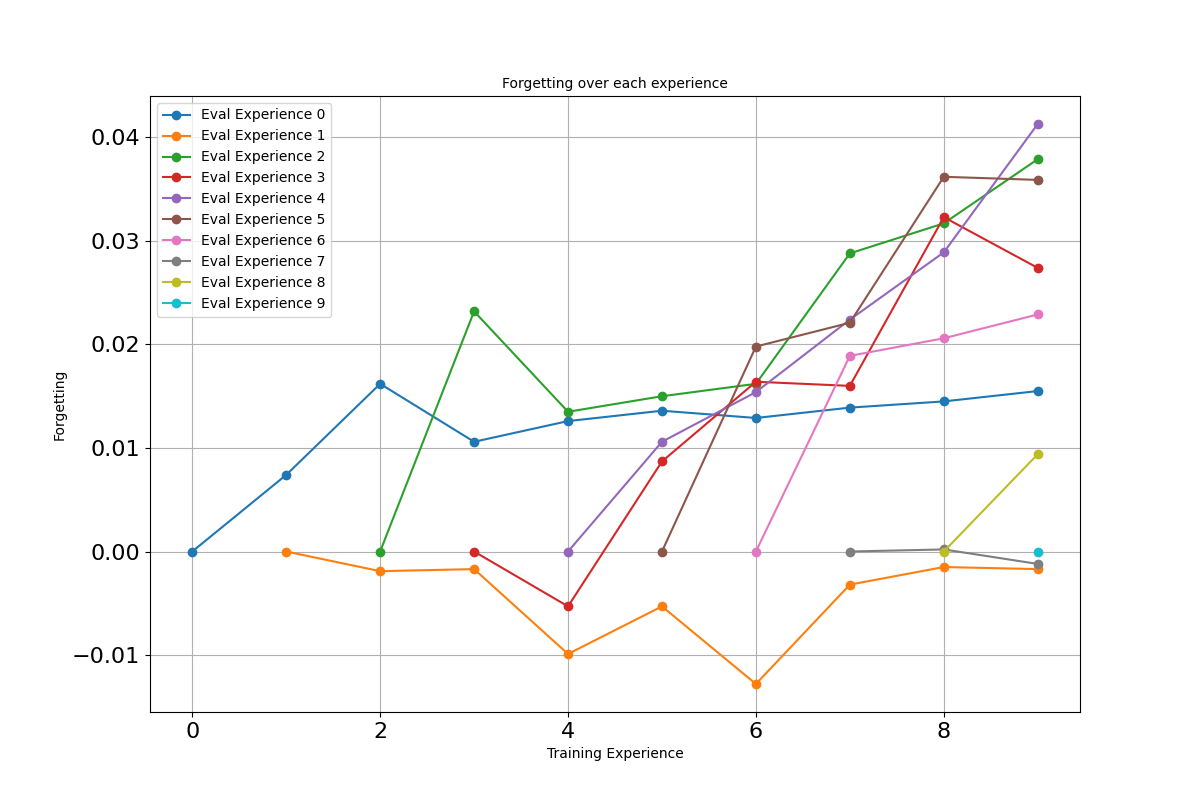 Forgetting over each experience
Eval Experience 0
Eval Experience 1
Eval Experience 2
Eval Experience 3
Eval Experience 4
Eval Experience 5
Eval Experience 6
Eval Experience 7
Eval Experience 8
Eval Experience 9
0.04
0.03
0.02
0.01
0.00
−0.01
Forgetting
0 2 4 6 8
Training Experience